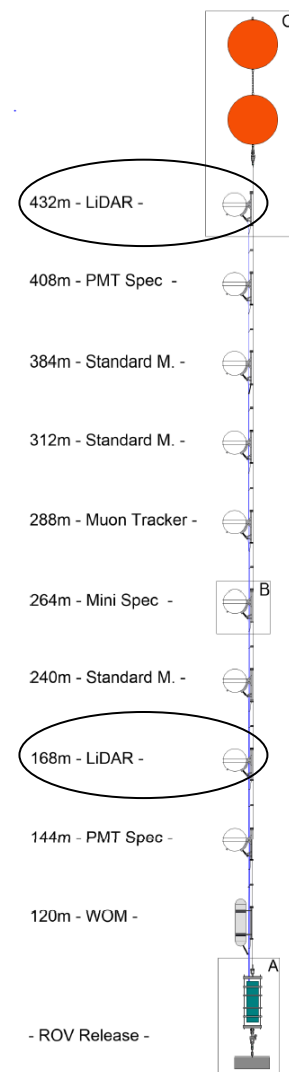 C
432m - LiDAR -
408m - PMT Spec -
384m - Standard M. -
312m - Standard M. -
288m - Muon Tracker -
B
264m - Mini Spec -
240m - Standard M. -
168m - LiDAR -
144m - PMT Spec -
120m - WOM -
A
- ROV Release -